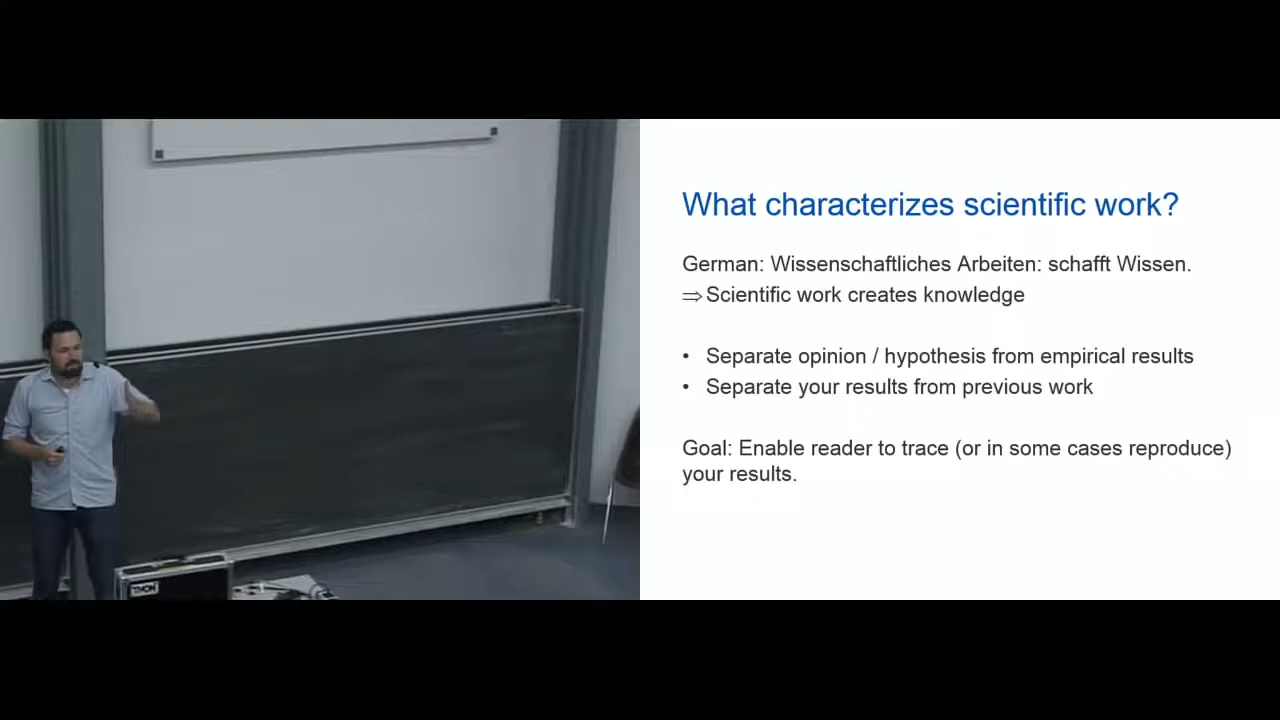 What characterizes scientific work?
German: Wissenschaftliches Arbeiten: schafft Wissen.
⇒ Scientific work creates knowledge
• Separate opinion / hypothesis from empirical results
• Separate your results from previous work
Goal: Enable reader to trace (or in some cases reproduce)
your results.